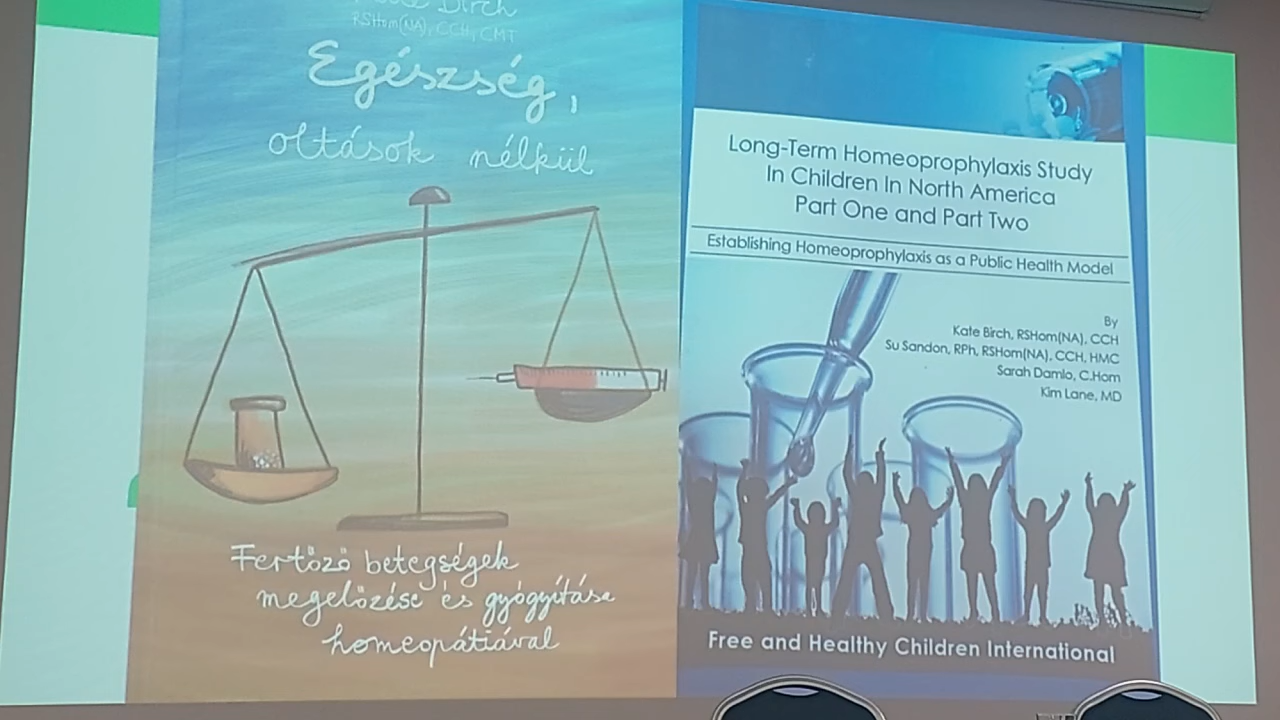 Birch
RSHom(NA), CCH, CMT
Egészség,
oltások nélkül
Fertőző betegségek
megelőzése és gyógyítása
homeopátiával
Long-Term Homeoprophylaxis Study
In Children In North America
Part One and Part Two
Establishing Homeoprophylaxis as a Public Health Model
By
Kate Birch, RSHom(NA), CCH
Su Sandon, RPh, RSHom(NA), CCH, HMC
Sarah Damlo, C.Hom
Kim Lane, MD
Free and Healthy Children International